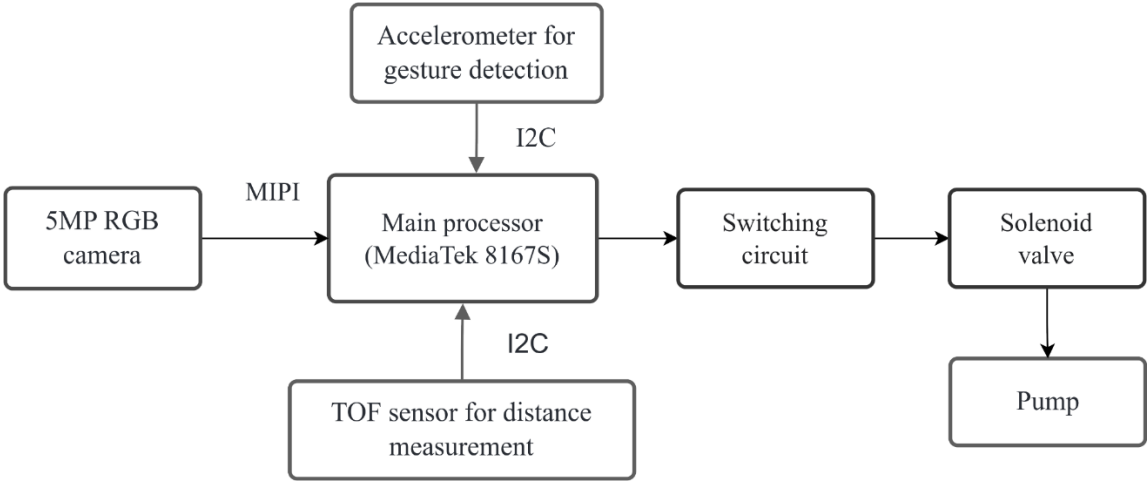 Accelerometer for
gesture detection
I2C
MIPI
5MP RGB
camera
Main processor
(MediaTek 8167S)
Switching
circuit
Solenoid
valve
I2C
TOF sensor for distance
measurement
Pump